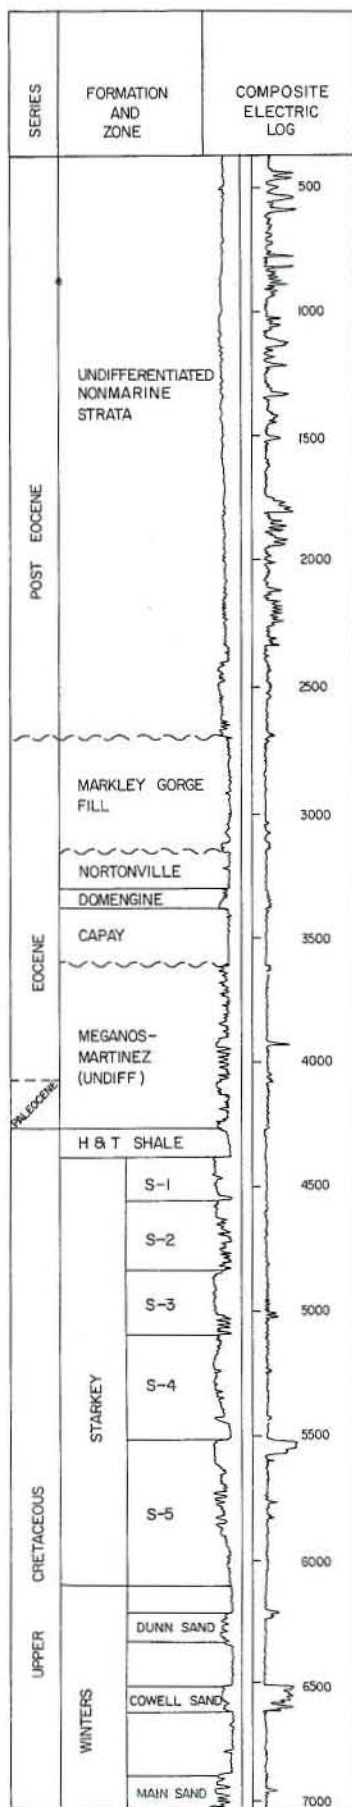 SERIES
FORMATION
AND
ZONE
COMPOSITE
ELECTRIC
LOG
500
1000
UNDIFFERENTIATED
NONMARINE
STRATA
1500
POST EOCENE
2000
2500
MARKLEY GORGE
FILL
3000
NORTONVILLE
DOMENGINE
CAPAY
3500
EOCENE
MEGANOS-
MARTINEZ
(UNDIFF)
4000
PALEOCENE
H & T SHALE
S-1
4500
S-2
S-3
5000
STARKEY
S-4
5500
S-5
UPPER CRETACEOUS
6000
WINTERS
DUNN SAND
6500
COWELL SAND
MAIN SAND
7000